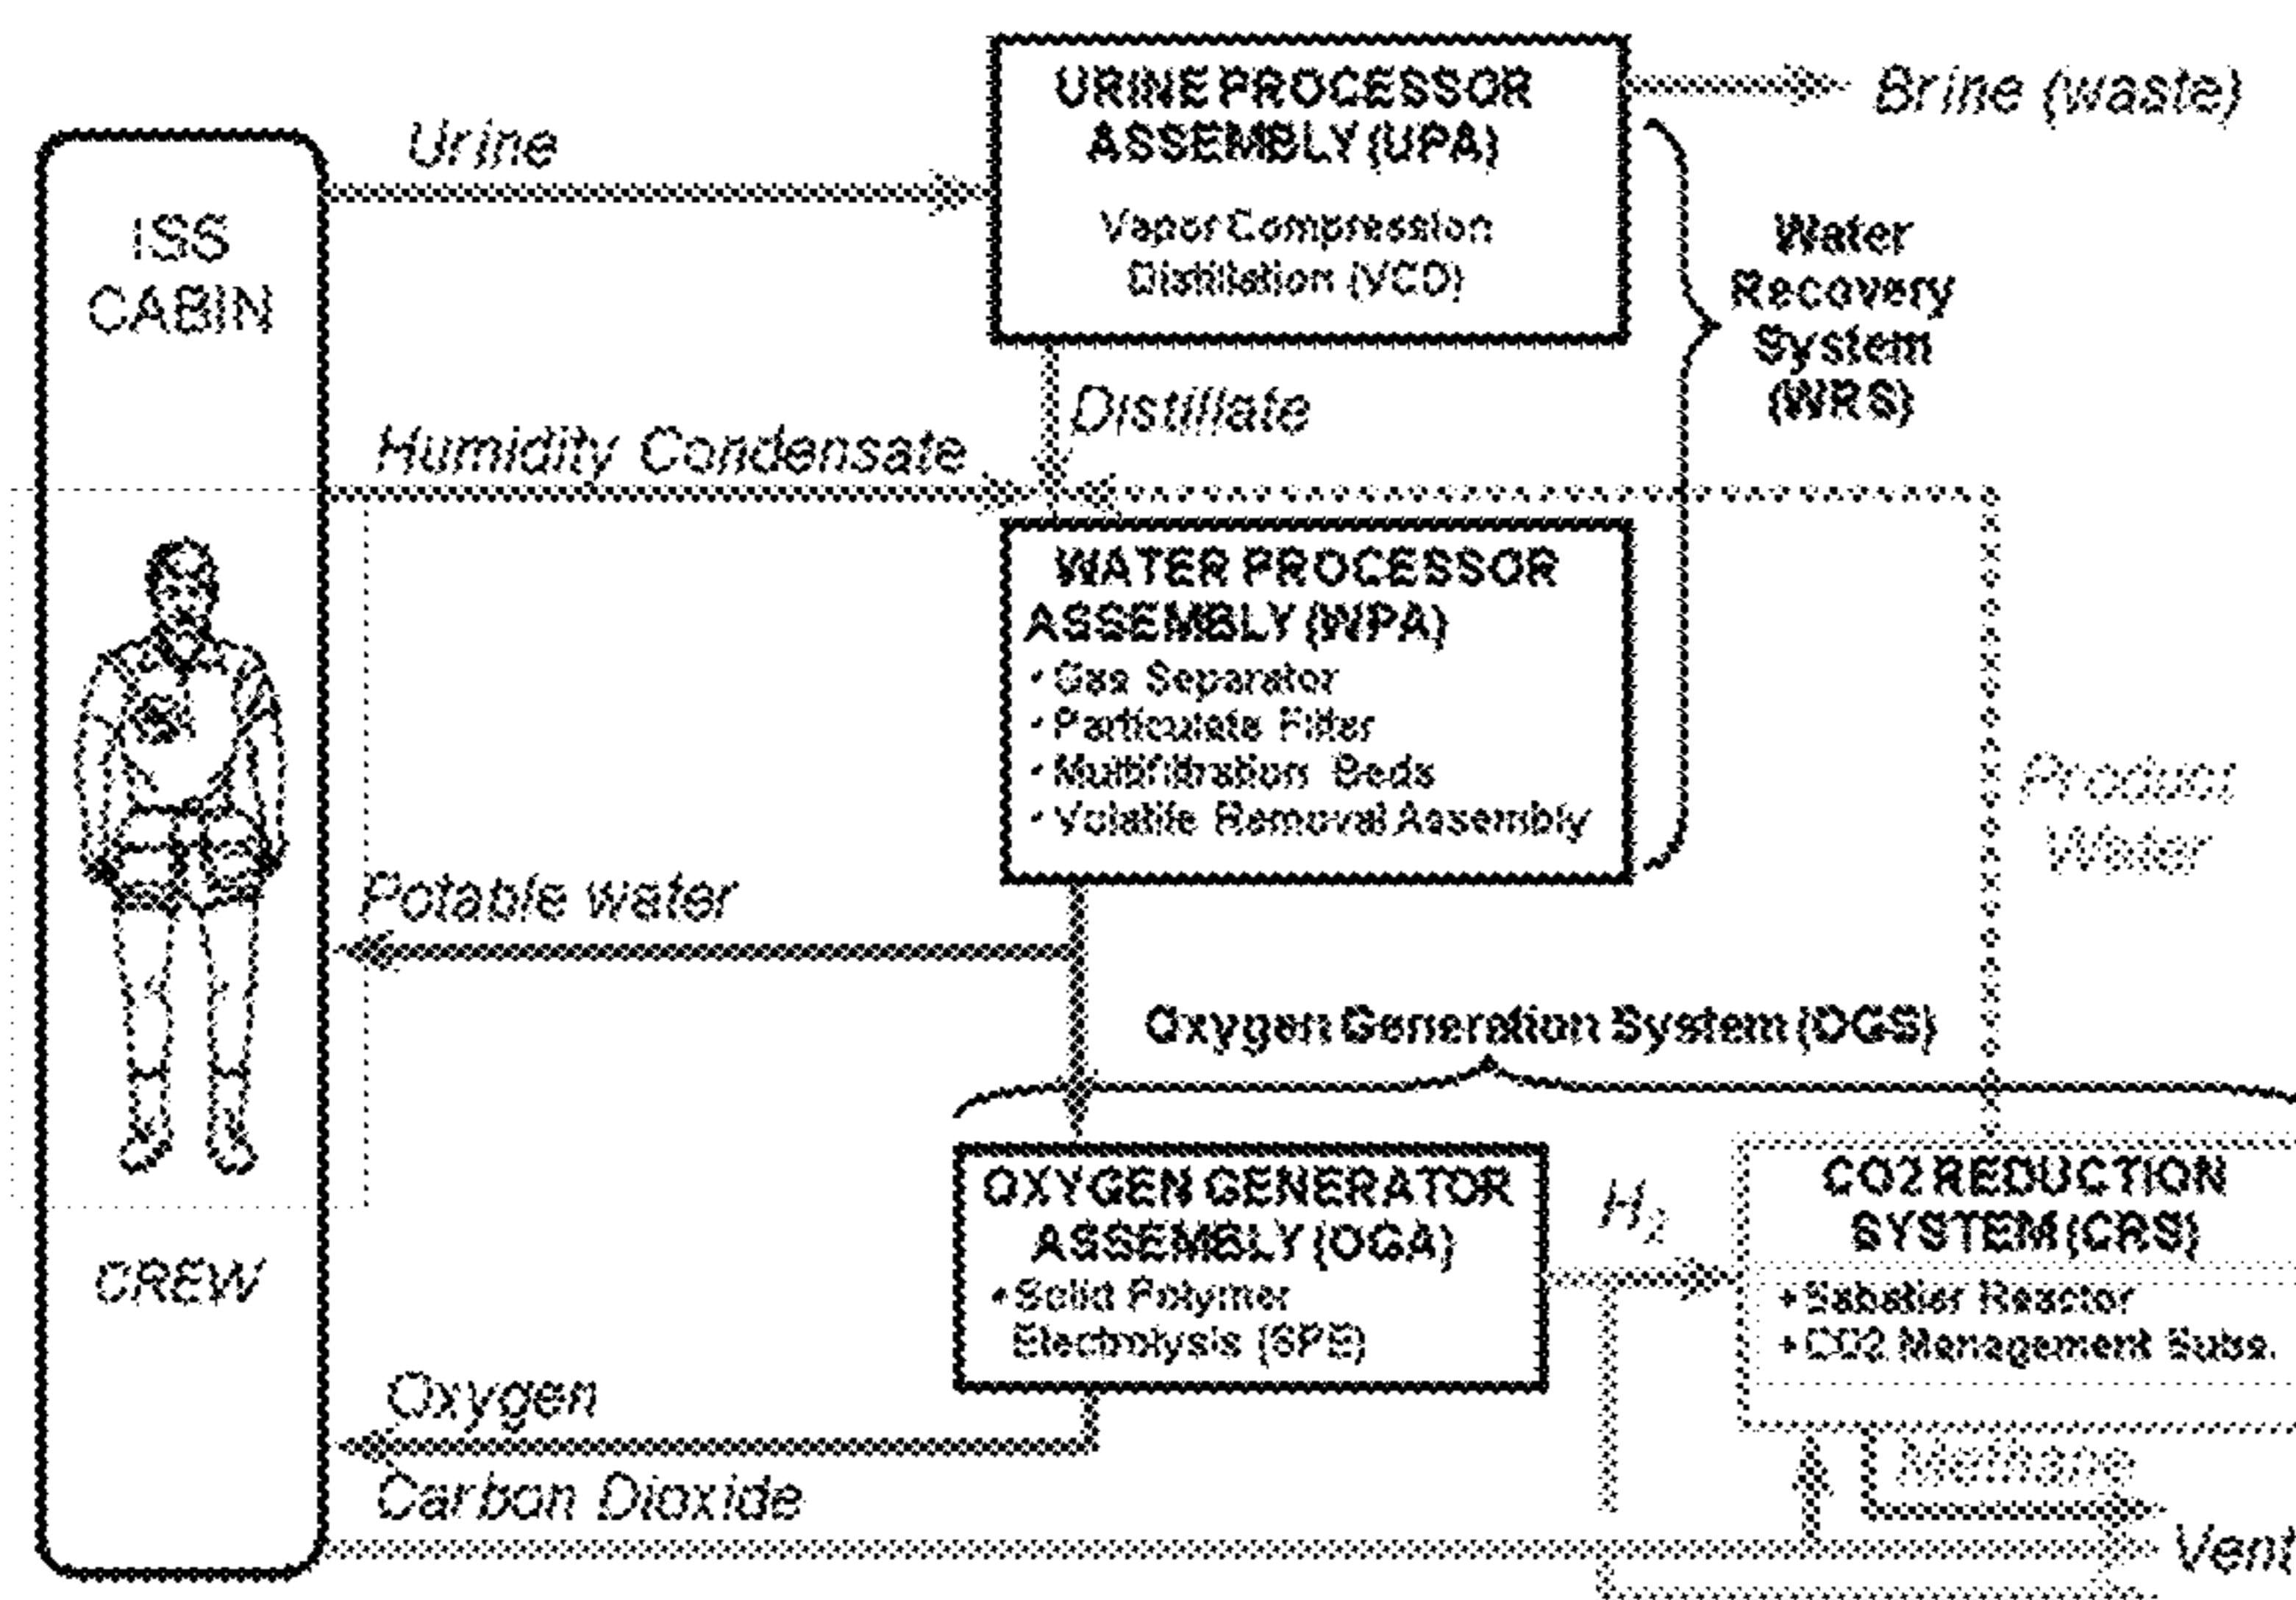 URINE PROCESSOR
ASSEMBLY (UPA)
Vapor Compression
Distillation (VCD)
Brine (waste)
Urine
ISS
CABIN
Water
Recovery
System
(WRS)
Distillate
Humidity Condensate
WATER PROCESSOR
ASSEMBLY (WPA)
• Gas Separator
• Particulate Filter
• Multifiltration Beds
• Volatile Removal Assembly
Product
Water
Potable water
Oxygen Generation System (OGS)
OXYGEN GENERATOR
ASSEMBLY (OGA)
• Solid Polymer
Electrolysis (SPE)
H₂
CO2 REDUCTION
SYSTEM (CRS)
• Sabatier Reactor
• CO2 Management Subs.
CREW
Oxygen
Carbon Dioxide
Methane
Vent